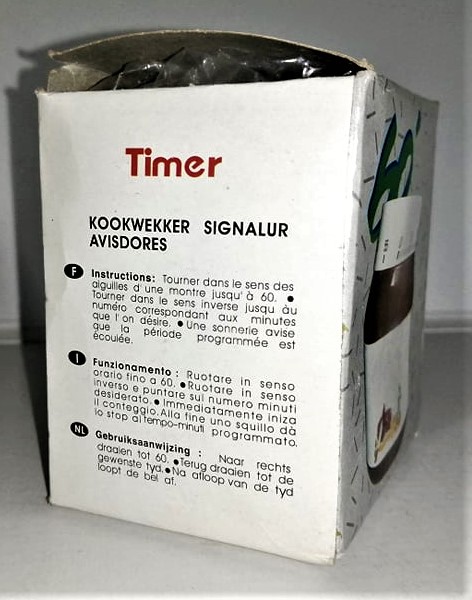 Timer
KOOKWEKKER SIGNALUR
AVISDORES
F Instructions: Tourner dans le sens des
aiguilles d'une montre jusqu'à 60. ●
Tourner dans le sens inverse jusqu àu
numéro correspondant aux minutes
que l'on désire. ● Une sonnerie avise
que la période programmée est
écoulée.
I Funzionamento : Ruotare in senso
orario fino a 60. ● Ruotare in senso
inverso e puntare sul numero minuti
desiderato. ● Immediatamente iniza
il conteggio. Alla fine uno squillo dà
lo stop al tempo-minuti programmato.
NL Gebruiksaanwijzing : Naar rechts
draaien tot 60. ● Terug draaien tot de
gewenste tyd. ● Na afloop van de tyd
loopt de bel af.
60'